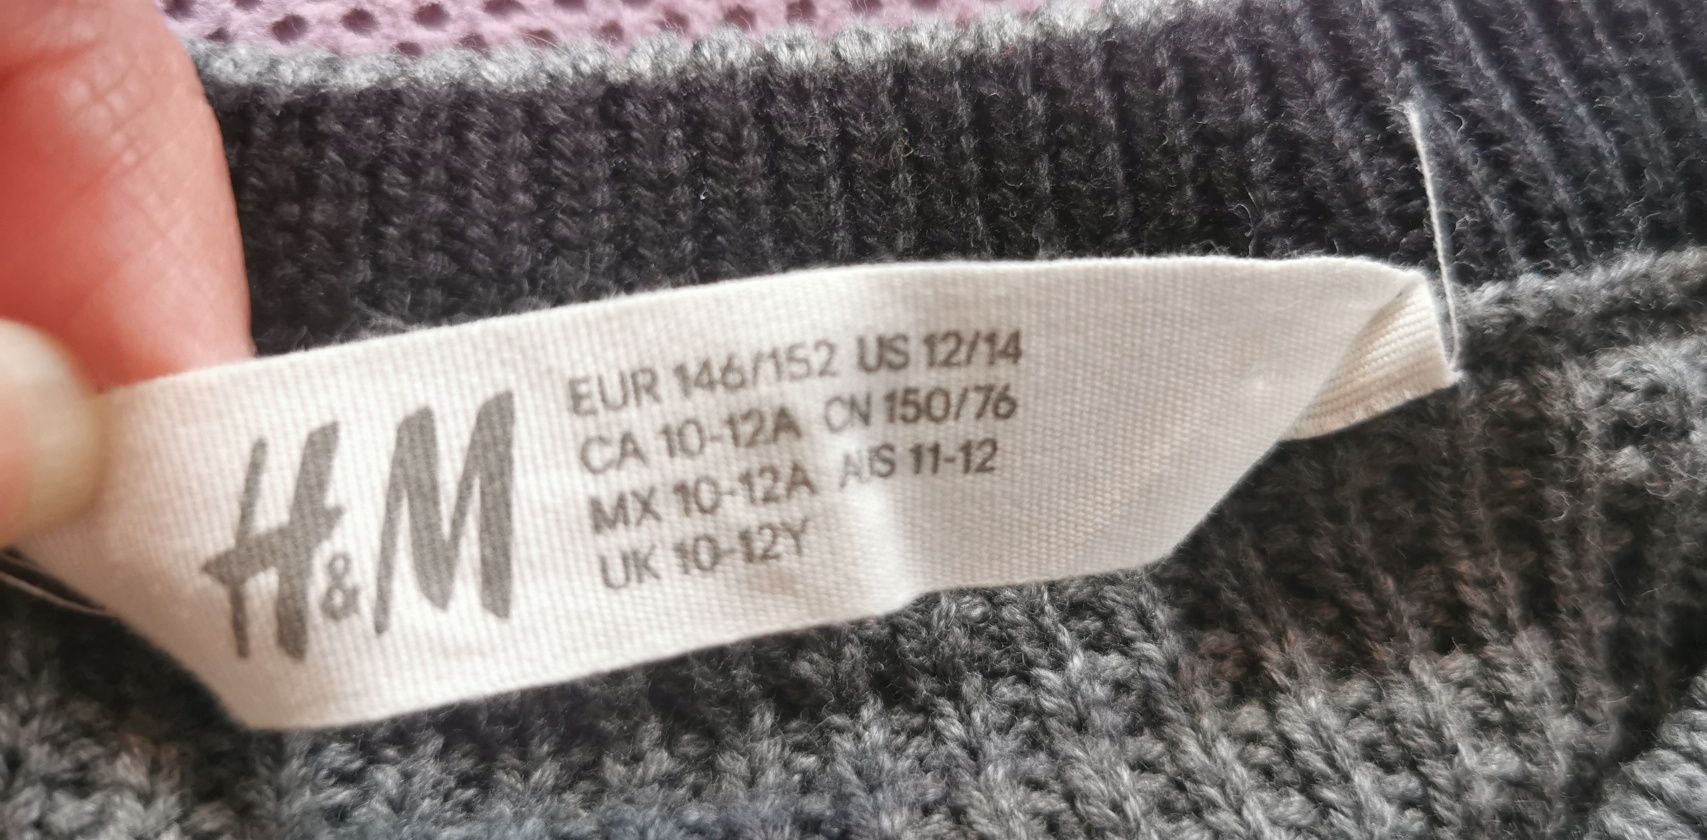 H&M
EUR 146/152 US 12/14
CA 10-12A CN 150/76
MX 10-12A AUS 11-12
UK 10-12Y